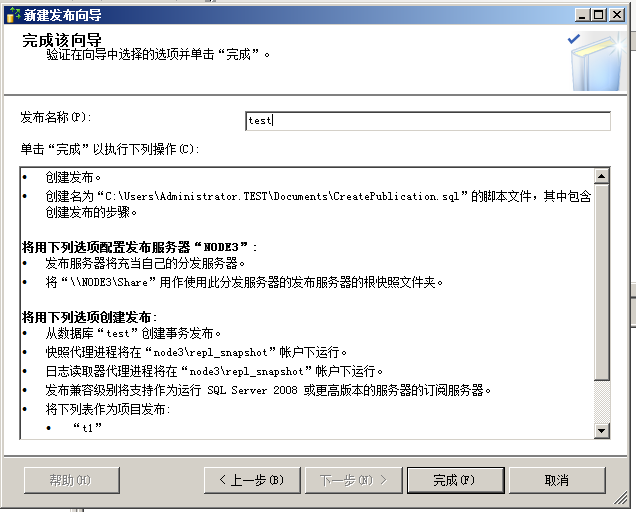 新建发布向导
完成该向导
验证在向导中选择的选项并单击“完成”。
发布名称(P):
test
单击“完成”以执行下列操作(C):
• 创建发布。
• 创建名为“C:\Users\Administrator.TEST\Documents\CreatePublication.sql”的脚本文件，其中包含
创建发布的步骤。
将用下列选项配置发布服务器“NODE3”:
• 发布服务器将充当自己的分发服务器。
• 将“\\NODE3\Share”用作使用此分发服务器的发布服务器的根快照文件夹。
将用下列选项创建发布:
• 从数据库“test”创建事务发布。
• 快照代理进程将在“node3\repl_snapshot”帐户下运行。
• 日志读取器代理进程将在“node3\repl_snapshot”帐户下运行。
• 发布兼容级别将支持作为运行 SQL Server 2008 或更高版本的服务器的订阅服务器。
• 将下列表作为项目发布:
• “t1”
帮助(H)
< 上一步(B)
下一步(N) >
完成(F)
取消